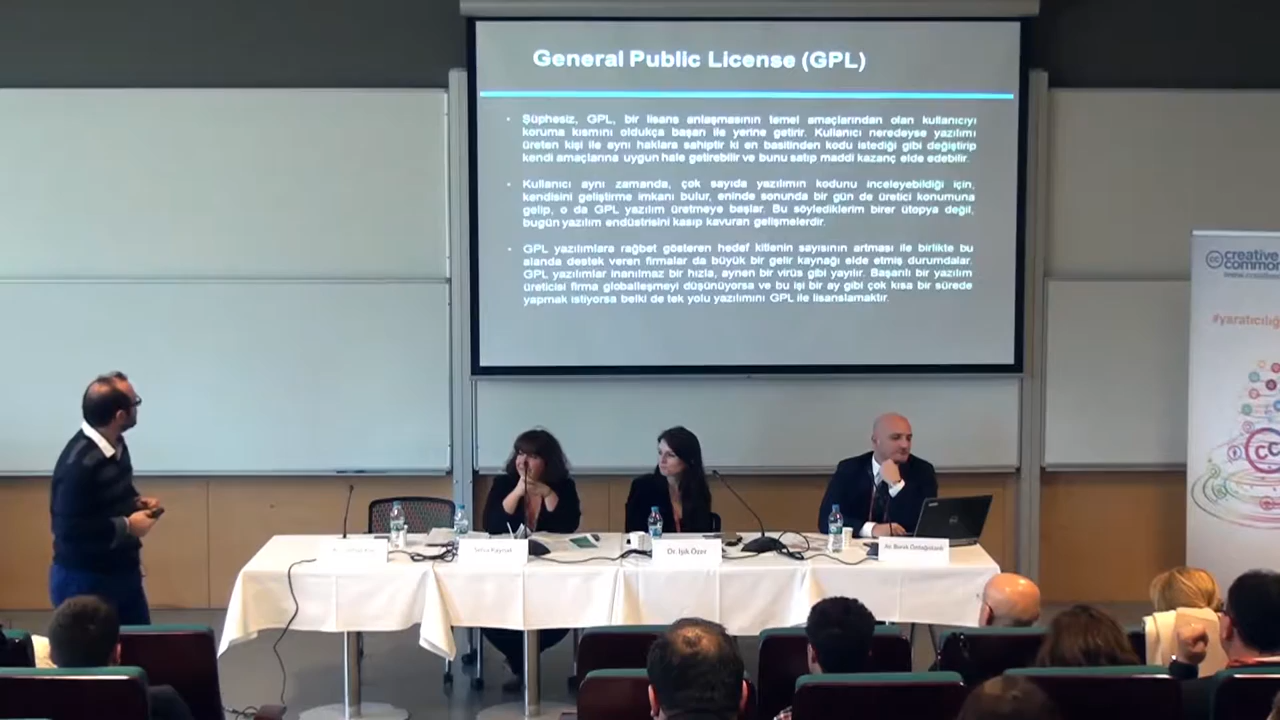 General Public License (GPL)
• Şüphesiz, GPL, bir lisans anlaşmasının temel amaçlarından olan kullanıcıyı
koruma kısmını oldukça başarı ile yerine getirir. Kullanıcı neredeyse yazılımı
üreten kişi ile aynı haklara sahiptir ki en basitinden kodu istediği gibi değiştirip
kendi amaçlarına uygun hale getirebilir ve bunu satıp maddi kazanç elde edebilir.
• Kullanıcı aynı zamanda, çok sayıda yazılımın kodunu inceleyebildiği için,
kendisini geliştirme imkanı bulur, eninde sonunda bir gün de üretici konumuna
gelip, o da GPL yazılım üretmeye başlar. Bu söylediklerim birer ütopya değil,
bugün yazılım endüstrisini kasıp kavuran gelişmelerdir.
• GPL yazılımlara rağbet gösteren hedef kitlenin sayısının artması ile birlikte bu
alanda destek veren firmalar da büyük bir gelir kaynağı elde etmiş durumdalar.
GPL yazılımlar inanılmaz bir hızla, aynen bir virüs gibi yayılır. Başarılı bir yazılım
üreticisi firma globalleşmeyi düşünüyorsa ve bu işi bir ay gibi çok kısa bir sürede
yapmak istiyorsa belki de tek yolu yazılımını GPL ile lisanslamaktır.
cc creative
common
#yaratıcılığ
CC
Dr. Işık Özer